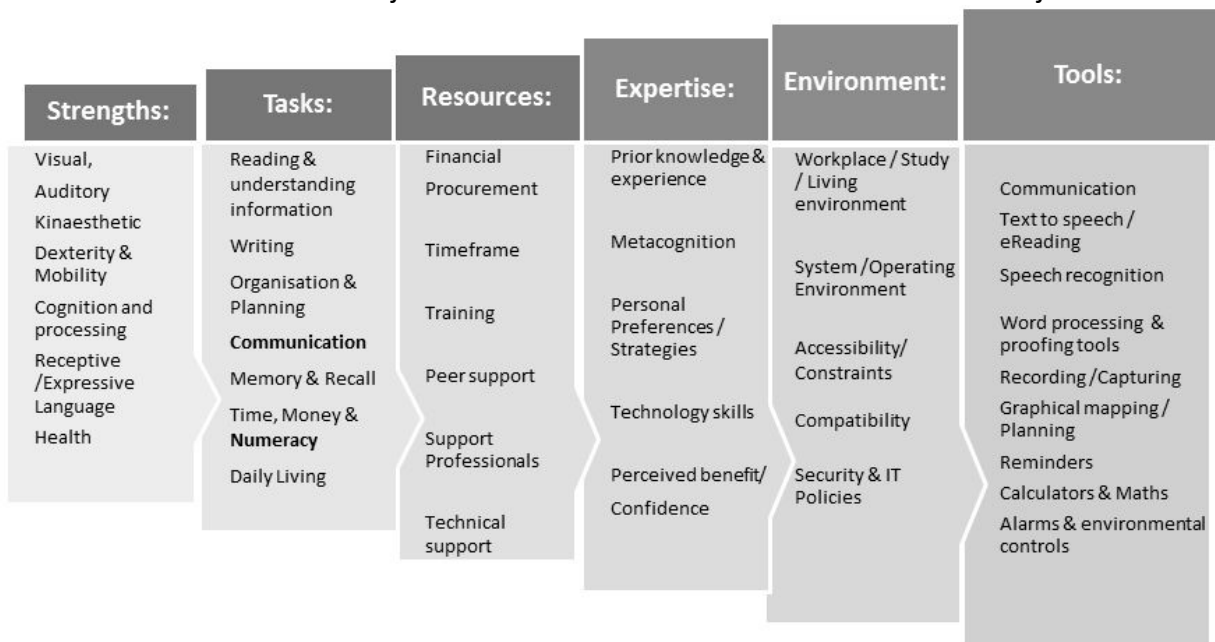 Strengths:
Visual,
Auditory
Kinaesthetic
Dexterity &
Mobility
Cognition and
processing
Receptive
/Expressive
Language
Health
Tasks:
Reading &
understanding
information
Writing
Organisation &
Planning
Communication
Memory & Recall
Time, Money &
Numeracy
Daily Living
Resources:
Financial
Procurement
Timeframe
Training
Peer support
Support
Professionals
Technical
support
Expertise:
Prior knowledge &
experience
Metacognition
Personal
Preferences /
Strategies
Technology skills
Perceived benefit/
Confidence
Environment:
Workplace / Study
/ Living
environment
System /Operating
Environment
Accessibility/
Constraints
Compatibility
Security & IT
Policies
Tools:
Communication
Text to speech /
eReading
Speech recognition
Word processing &
proofing tools
Recording /Capturing
Graphical mapping /
Planning
Reminders
Calculators & Maths
Alarms & environmental
controls